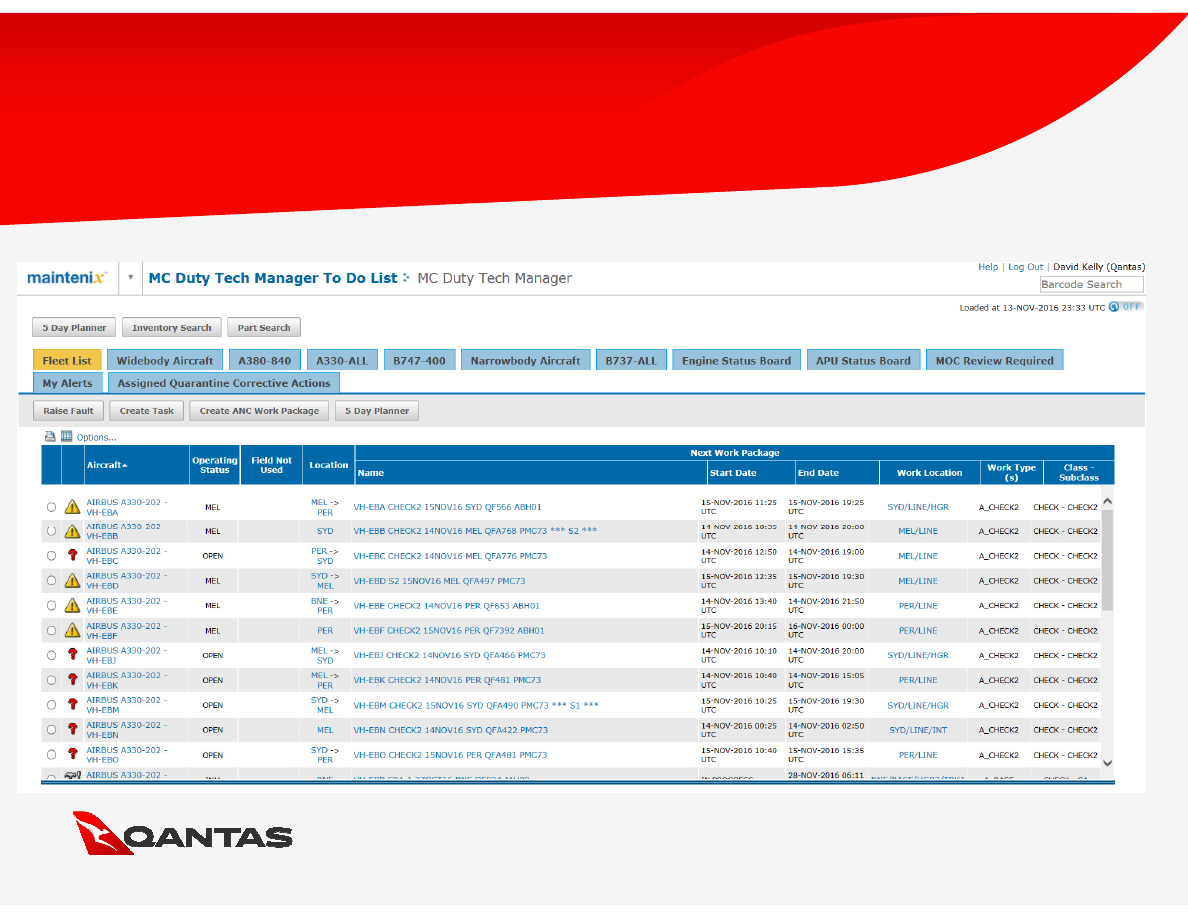 maintenix MC Duty Tech Manager To Do List MC Duty Tech Manager
Help | Log Out | David Kelly (Qantas)
Barcode Search
Loaded at 13-NOV-2016 23:33 UTC OFF
5 Day Planner Inventory Search Part Search
Fleet List Widebody Aircraft A380-840 A330-ALL B747-400 Narrowbody Aircraft B737-ALL Engine Status Board APU Status Board MOC Review Required
My Alerts Assigned Quarantine Corrective Actions
Raise Fault Create Task Create ANC Work Package 5 Day Planner
Options...
Aircraft Operating Status Field Not Used Location Next Work Package
Name Start Date End Date Work Location Work Type (s) Class - Subclass
AIRBUS A330-202 - VH-EBA MEL MEL -> PER VH-EBA CHECK2 15NOV16 SYD QF566 ABH01 15-NOV-2016 11:25 UTC 15-NOV-2016 19:25 UTC SYD/LINE/HGR A_CHECK2 CHECK - CHECK2
AIRBUS A330-202 VH-EBB MEL SYD VH-EBB CHECK2 14NOV16 MEL QFA768 PMC73 *** S2 *** 14-NOV-2016 10:35 UTC 14-NOV-2016 20:00 UTC MEL/LINE A_CHECK2 CHECK - CHECK2
AIRBUS A330-202 - VH-EBC OPEN PER -> SYD VH-EBC CHECK2 14NOV16 MEL QFA776 PMC73 14-NOV-2016 12:50 UTC 14-NOV-2016 19:00 UTC MEL/LINE A_CHECK2 CHECK - CHECK2
AIRBUS A330-202 - VH-EBD MEL SYD -> MEL VH-EBD S2 15NOV16 MEL QFA497 PMC73 15-NOV-2016 12:35 UTC 15-NOV-2016 19:30 UTC MEL/LINE A_CHECK2 CHECK - CHECK2
AIRBUS A330-202 - VH-EBE MEL BNE -> PER VH-EBE CHECK2 14NOV16 PER QF653 ABH01 14-NOV-2016 13:40 UTC 14-NOV-2016 21:50 UTC PER/LINE A_CHECK2 CHECK - CHECK2
AIRBUS A330-202 - VH-EBF MEL PER VH-EBF CHECK2 15NOV16 PER QF7392 ABH01 15-NOV-2016 20:15 UTC 16-NOV-2016 00:00 UTC PER/LINE A_CHECK2 CHECK - CHECK2
AIRBUS A330-202 - VH-EBJ OPEN MEL -> SYD VH-EBJ CHECK2 14NOV16 SYD QFA466 PMC73 14-NOV-2016 10:10 UTC 14-NOV-2016 20:00 UTC SYD/LINE/HGR A_CHECK2 CHECK - CHECK2
AIRBUS A330-202 - VH-EBK OPEN MEL -> PER VH-EBK CHECK2 14NOV16 PER QF481 PMC73 14-NOV-2016 10:40 UTC 14-NOV-2016 15:05 UTC PER/LINE A_CHECK2 CHECK - CHECK2
AIRBUS A330-202 - VH-EBM OPEN SYD -> MEL VH-EBM CHECK2 15NOV16 SYD QFA490 PMC73 *** S1 *** 15-NOV-2016 10:25 UTC 15-NOV-2016 19:30 UTC SYD/LINE/HGR A_CHECK2 CHECK - CHECK2
AIRBUS A330-202 - VH-EBN OPEN MEL VH-EBN CHECK2 14NOV16 SYD QFA422 PMC73 14-NOV-2016 00:25 UTC 14-NOV-2016 02:50 UTC SYD/LINE/INT A_CHECK2 CHECK - CHECK2
AIRBUS A330-202 - VH-EBO OPEN SYD -> PER VH-EBO CHECK2 15NOV16 PER QFA481 PMC73 15-NOV-2016 10:40 UTC 15-NOV-2016 15:35 UTC PER/LINE A_CHECK2 CHECK - CHECK2
AIRBUS A330-202 - 28-NOV-2016 06:11
QANTAS